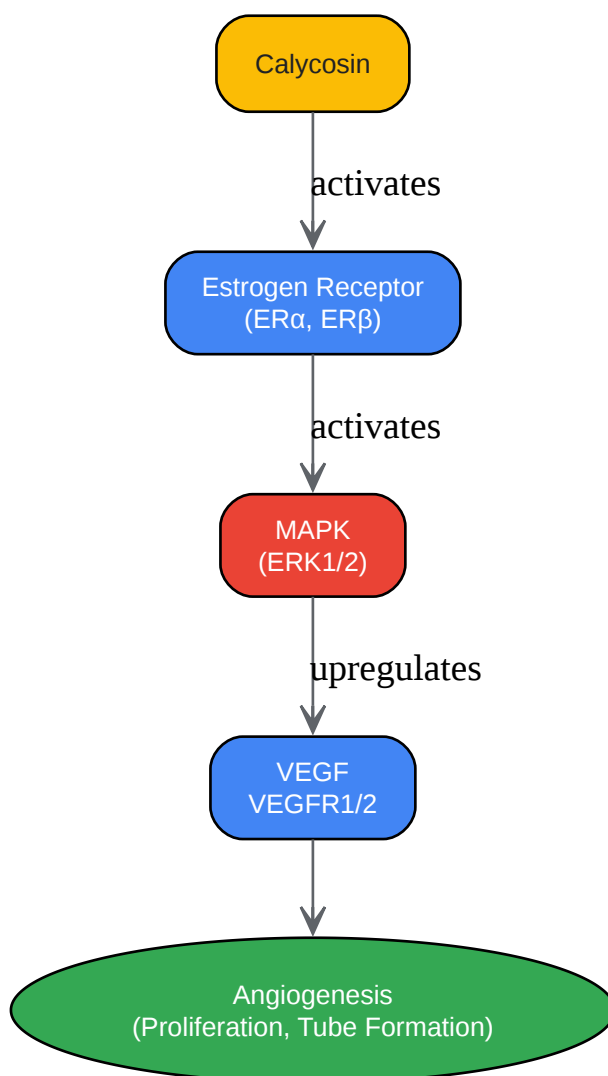 Calycosin
activates
Estrogen Receptor
(ERα, ERβ)
activates
MAPK
(ERK1/2)
upregulates
VEGF
VEGFR1/2
Angiogenesis
(Proliferation, Tube Formation)